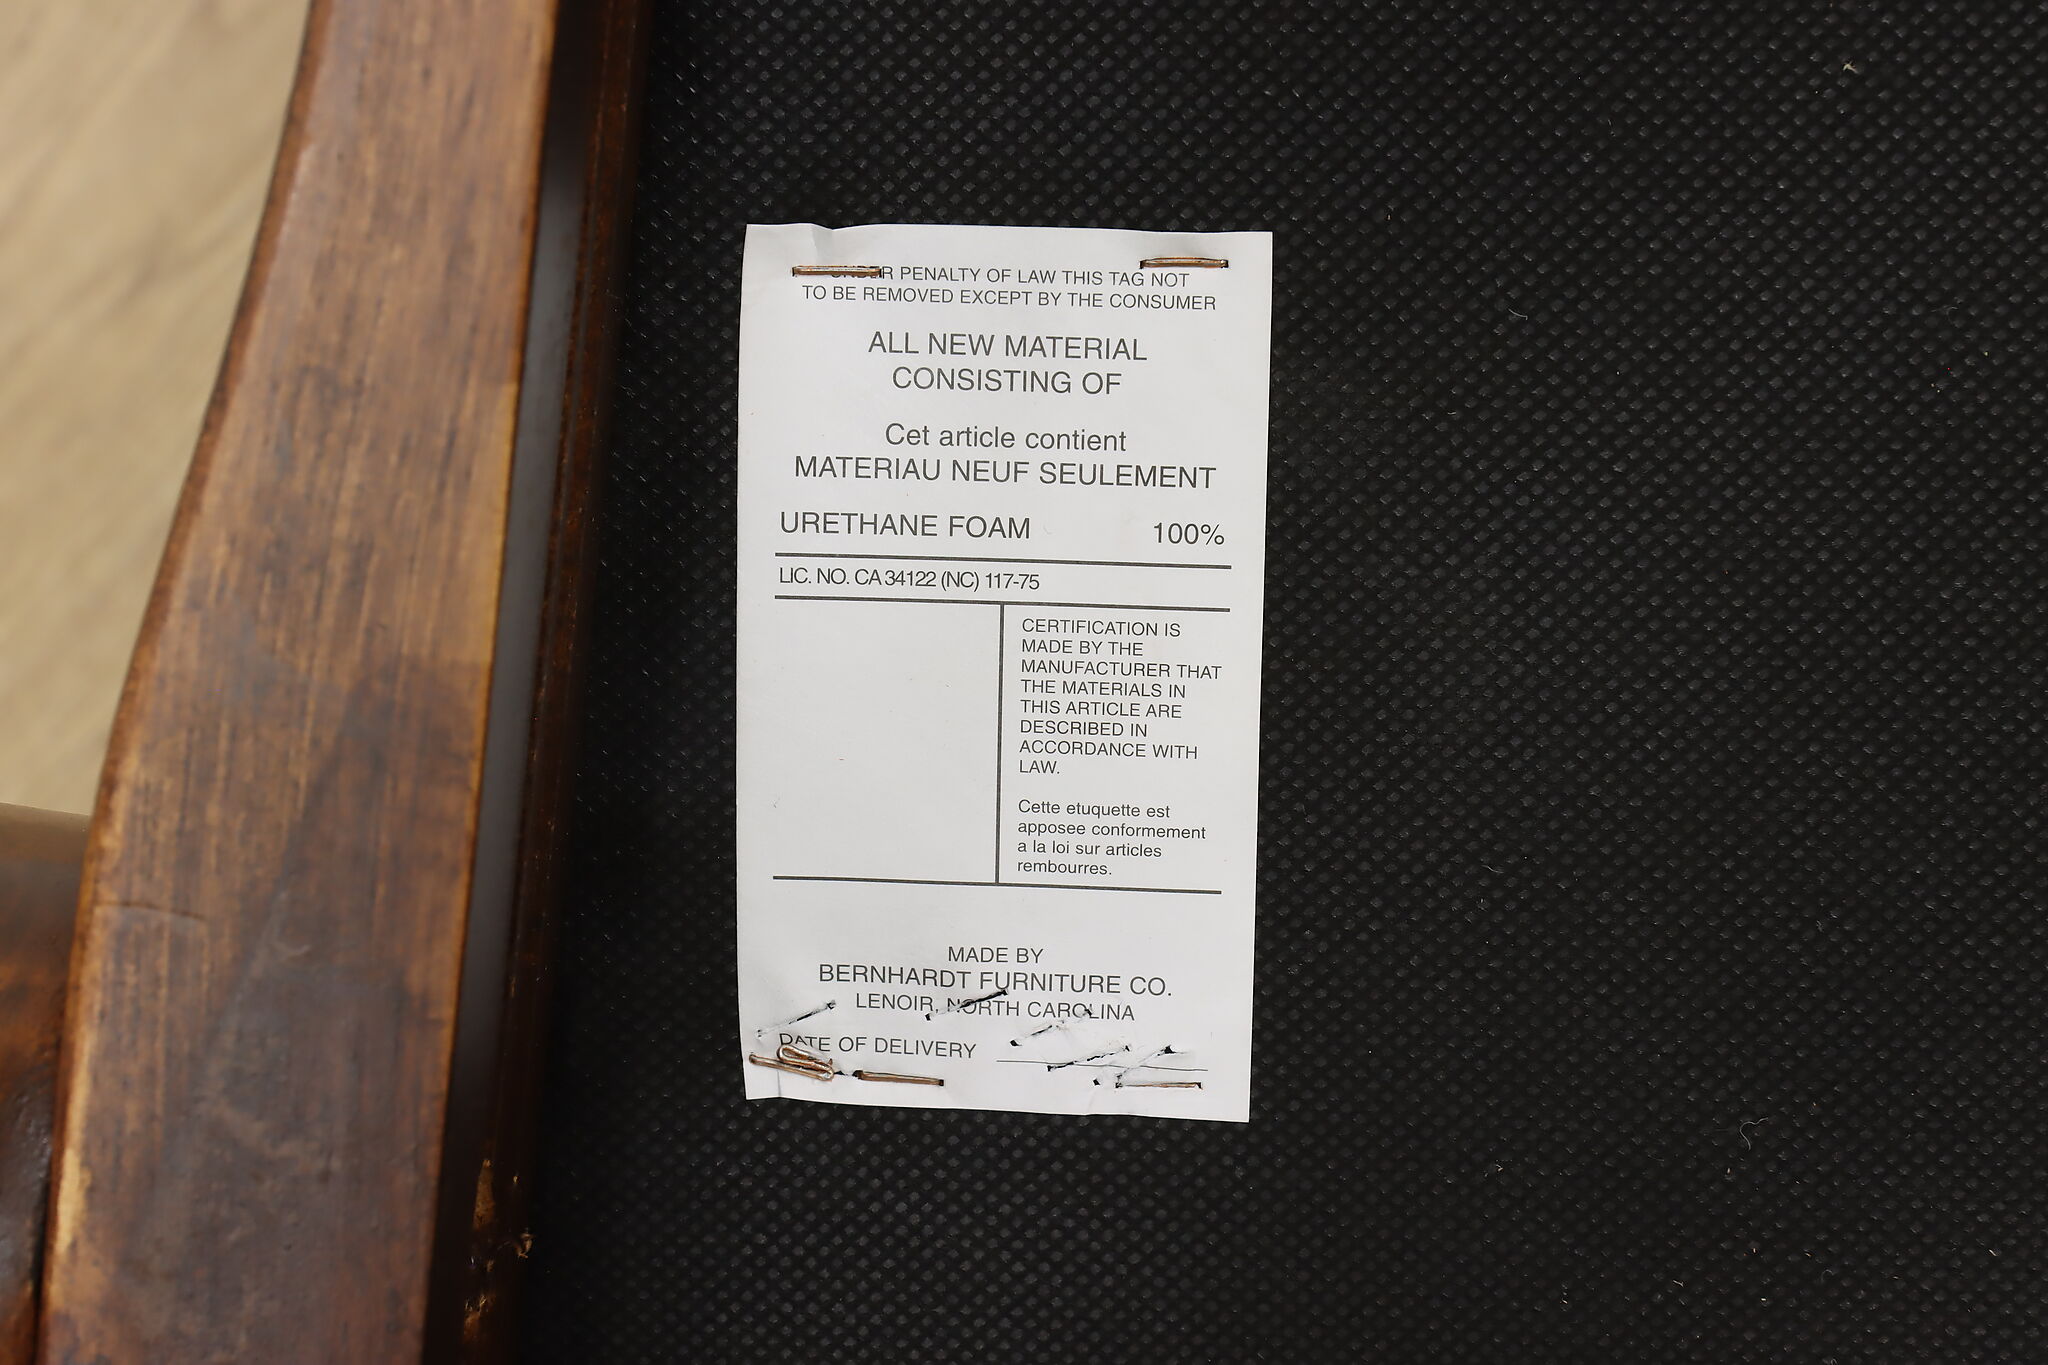 UNDER PENALTY OF LAW THIS TAG NOT
TO BE REMOVED EXCEPT BY THE CONSUMER
ALL NEW MATERIAL
CONSISTING OF
Cet article contient
MATERIAU NEUF SEULEMENT
URETHANE FOAM 100%
LIC. NO. CA 34122 (NC) 117-75
CERTIFICATION IS
MADE BY THE
MANUFACTURER THAT
THE MATERIALS IN
THIS ARTICLE ARE
DESCRIBED IN
ACCORDANCE WITH
LAW.
Cette etuquette est
apposee conformement
a la loi sur articles
rembourres.
MADE BY
BERNHARDT FURNITURE CO.
LENOIR, NORTH CAROLINA
DATE OF DELIVERY